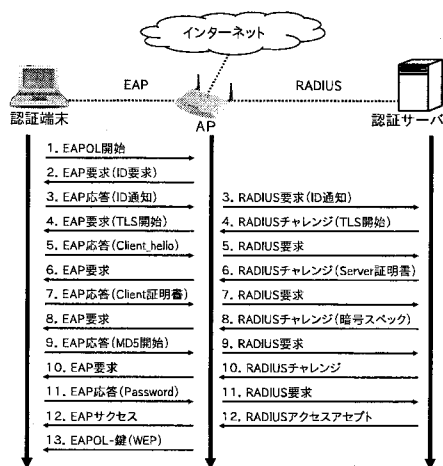 インターネット
EAP
RADIUS
認証端末
AP
認証サーバ
1. EAPOL開始
2. EAP要求(ID要求)
3. EAP応答(ID通知)
3. RADIUS要求(ID通知)
4. EAP要求(TLS開始)
4. RADIUSチャレンジ(TLS開始)
5. EAP応答(Client_hello)
5. RADIUS要求
6. EAP要求
6. RADIUSチャレンジ(Server証明書)
7. EAP応答(Client証明書)
7. RADIUS要求
8. EAP要求
8. RADIUSチャレンジ(暗号スペック)
9. EAP応答(MD5開始)
9. RADIUS要求
10. EAP要求
10. RADIUSチャレンジ
11. EAP応答(Password)
11. RADIUS要求
12. EAPサクセス
12. RADIUSアクセスアセプト
13. EAPOL-鍵(WEP)